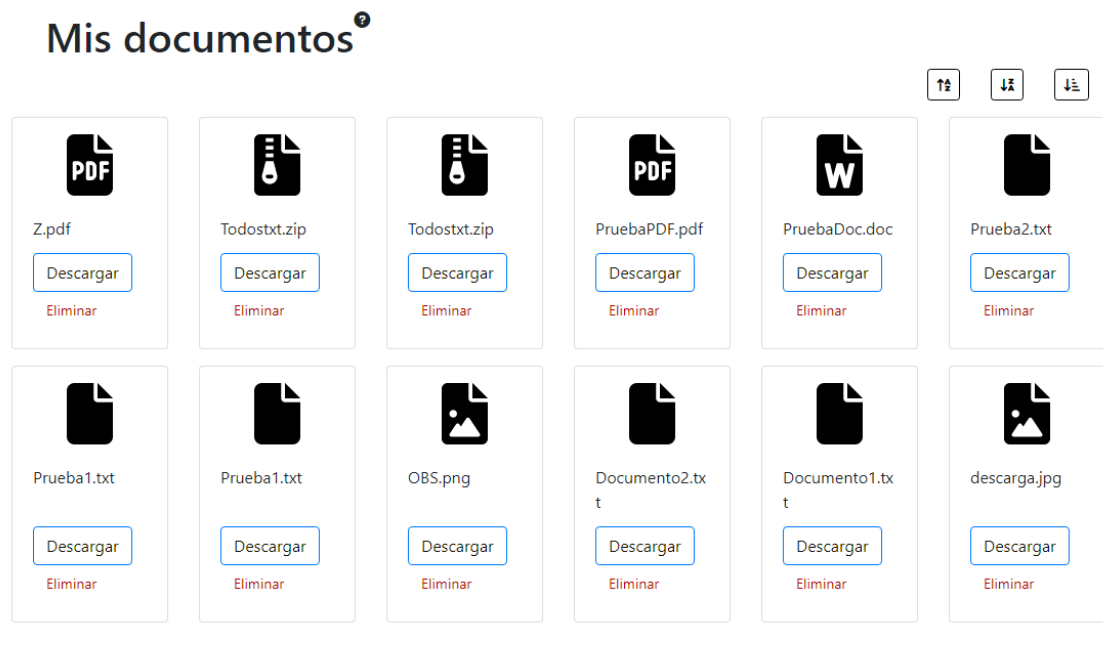 Mis documentos
Z.pdf
Descargar
Eliminar
Todostxt.zip
Descargar
Eliminar
Todostxt.zip
Descargar
Eliminar
PDF
PruebaPDF.pdf
Descargar
Eliminar
W
PruebaDoc.doc
Descargar
Eliminar
Prueba2.txt
Descargar
Eliminar
Prueba1.txt
Descargar
Eliminar
Prueba1.txt
Descargar
Eliminar
OBS.png
Descargar
Eliminar
Documento2.tx
t
Descargar
Eliminar
Documento1.tx
t
Descargar
Eliminar
descarga.jpg
Descargar
Eliminar